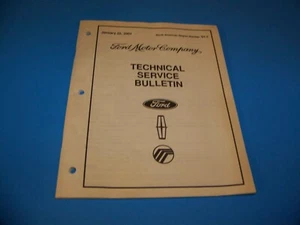 Ford Motor Company
TECHNICAL
SERVICE
BULLETIN
Ford